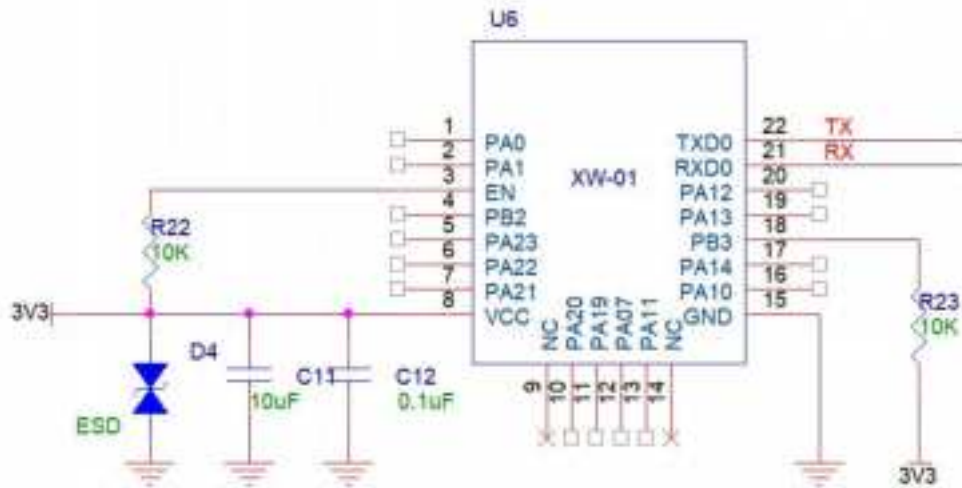 U6
XW-01
1 PA0
2 PA1
3 EN
4 PB2
5 PA23
6 PA22
7 PA21
8 VCC
9 NC
10 PA20
11 PA19
12 PA07
13 PA11
14 NC
22 TXD0 TX
21 RXD0 RX
20 PA12
19 PA13
18 PB3
17 PA14
16 PA10
15 GND
R22
10K
3V3
D4
ESD
C11
10uF
C12
0.1uF
R23
10K
3V3